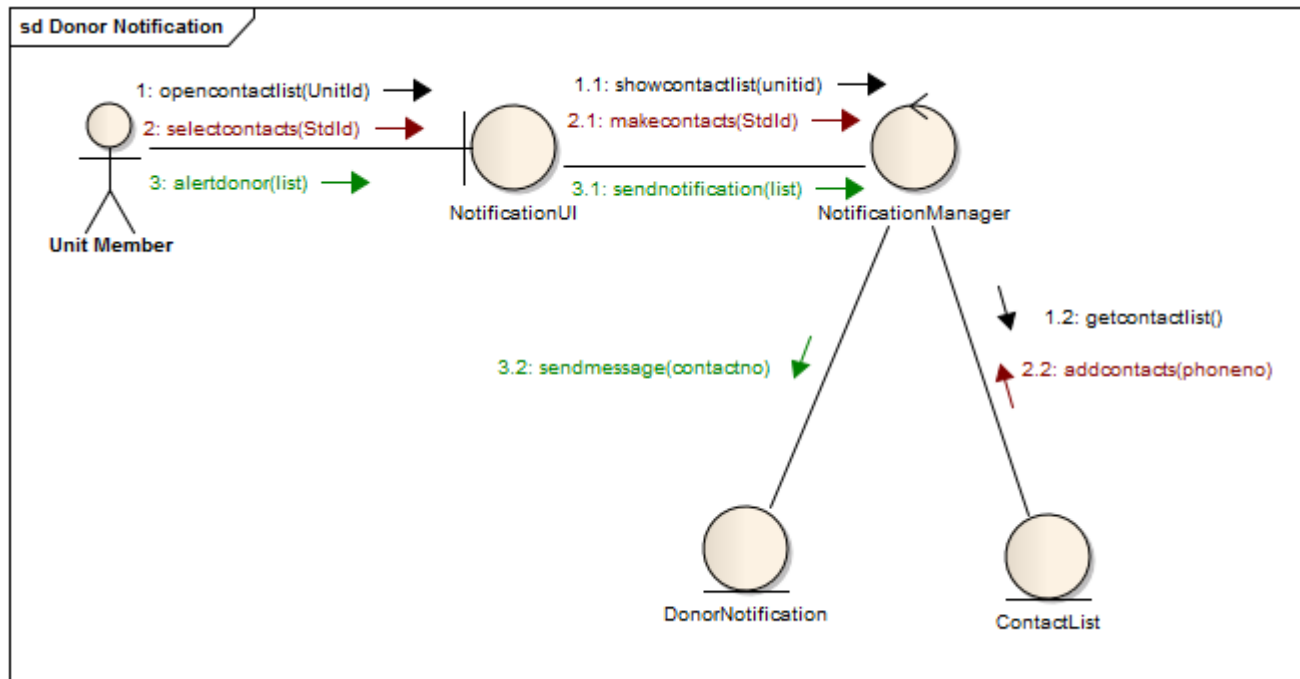 sd Donor Notification
1: opencontactlist(UnitId)
1.1: showcontactlist(unitid)
2: selectcontacts(StdId)
2.1: makecontacts(StdId)
3: alertdonor(list)
3.1: sendnotification(list)
NotificationUI
NotificationManager
Unit Member
1.2: getcontactlist()
3.2: sendmessage(contactno)
2.2: addcontacts(phoneno)
DonorNotification
ContactList